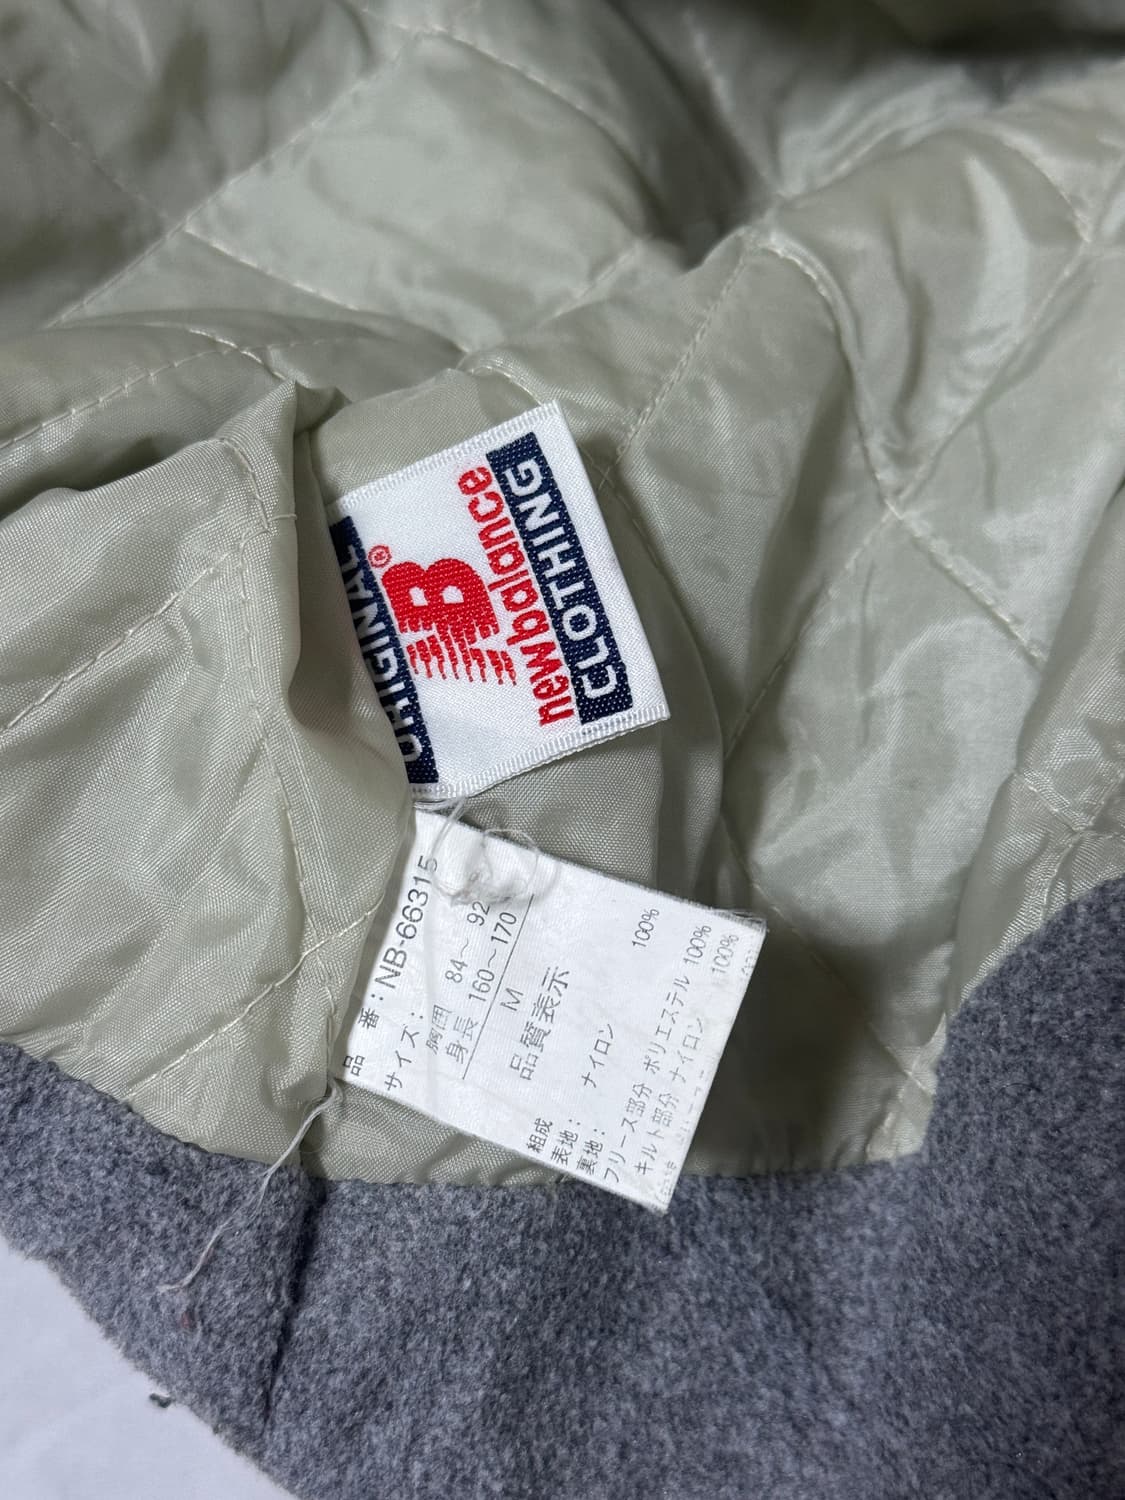 ORIGINAL
NB®
new balance
CLOTHING
品 番：NB-66315
サイズ：
胸囲 84～ 92
身長 160～170
M
品質表示
組成
表地： ナイロン 100%
裏地：
フリース部分 ポリエステル 100%
キルト部分 ナイロン 100%